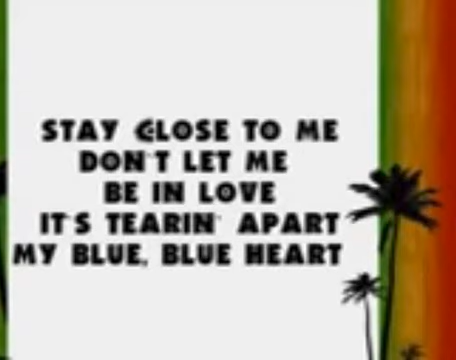 STAY CLOSE TO ME
DON'T LET ME
BE IN LOVE
IT'S TEARIN' APART
MY BLUE, BLUE HEART